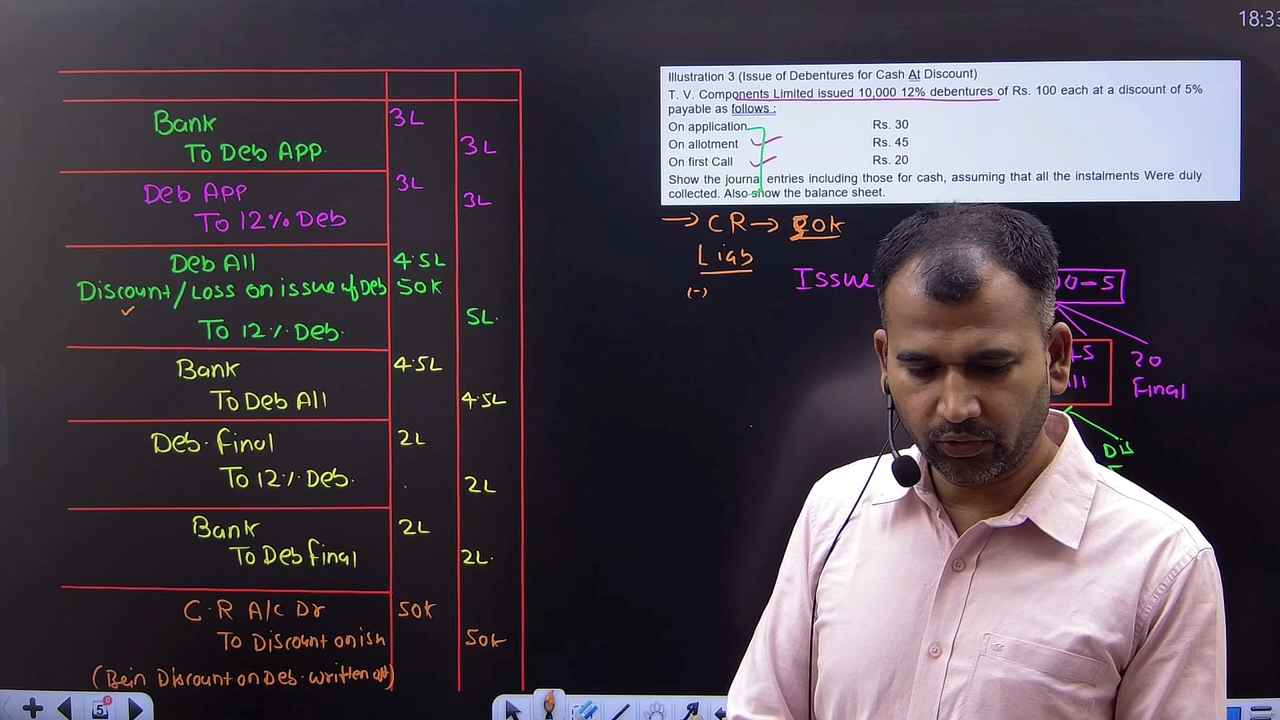 18:33
Illustration 3 (Issue of Debentures for Cash At Discount)
T. V. Components Limited issued 10,000 12% debentures of Rs. 100 each at a discount of 5%
payable as follows :
On application Rs. 30
On allotment Rs. 45
On first Call Rs. 20
Show the journal entries including those for cash, assuming that all the instalments Were duly
collected. Also show the balance sheet.
Bank 3L
To Deb App. 3L
Deb App 3L
To 12% Deb 3L
Deb All 4.5L
Discount/Loss on issue of Deb 50k
To 12% Deb. 5L.
Bank 4.5L
To Deb All 4.5L
Deb. final 2L
To 12% Deb. 2L
Bank 2L
To Deb final 2L.
C.R A/c Dr 50k
To Discount on issu 50k
(Bein Discount on Deb. written off)
→ CR →
Liab
(-)
Issue
00-5
20
Final
Dis
5